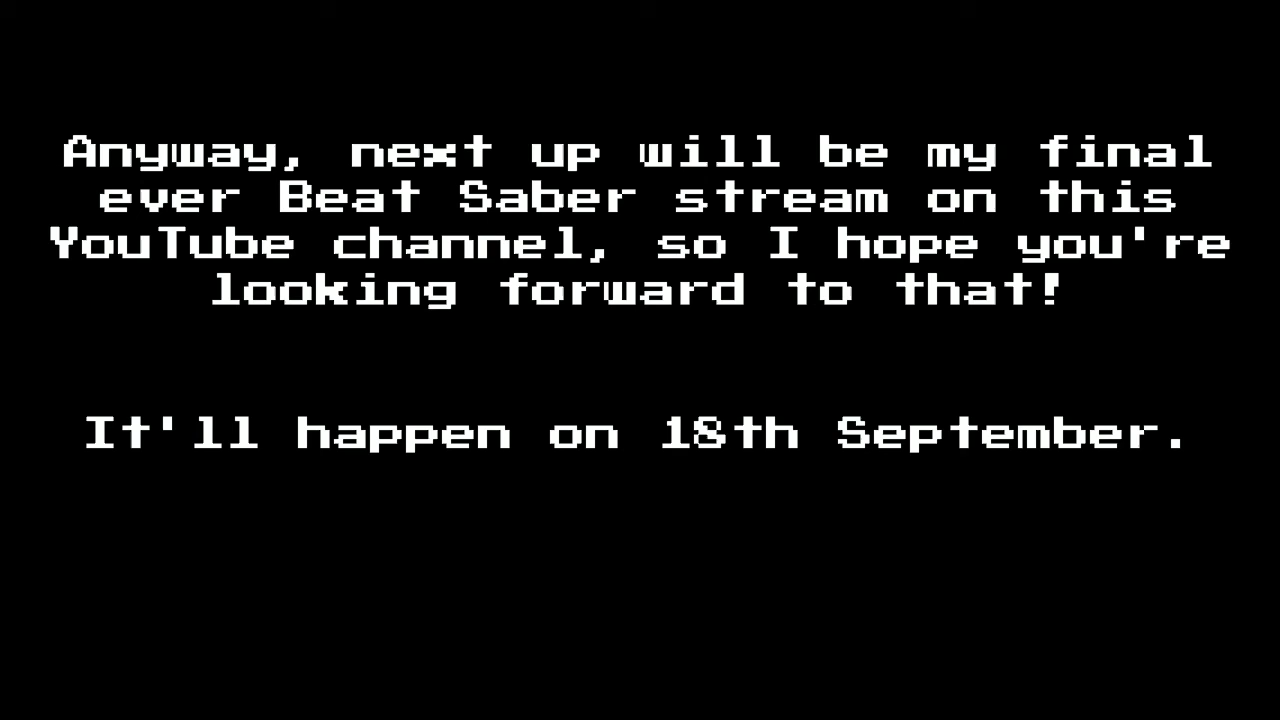 Anyway, next up will be my final
ever Beat Saber stream on this
YouTube channel, so I hope you're
looking forward to that!
It'll happen on 18th September.